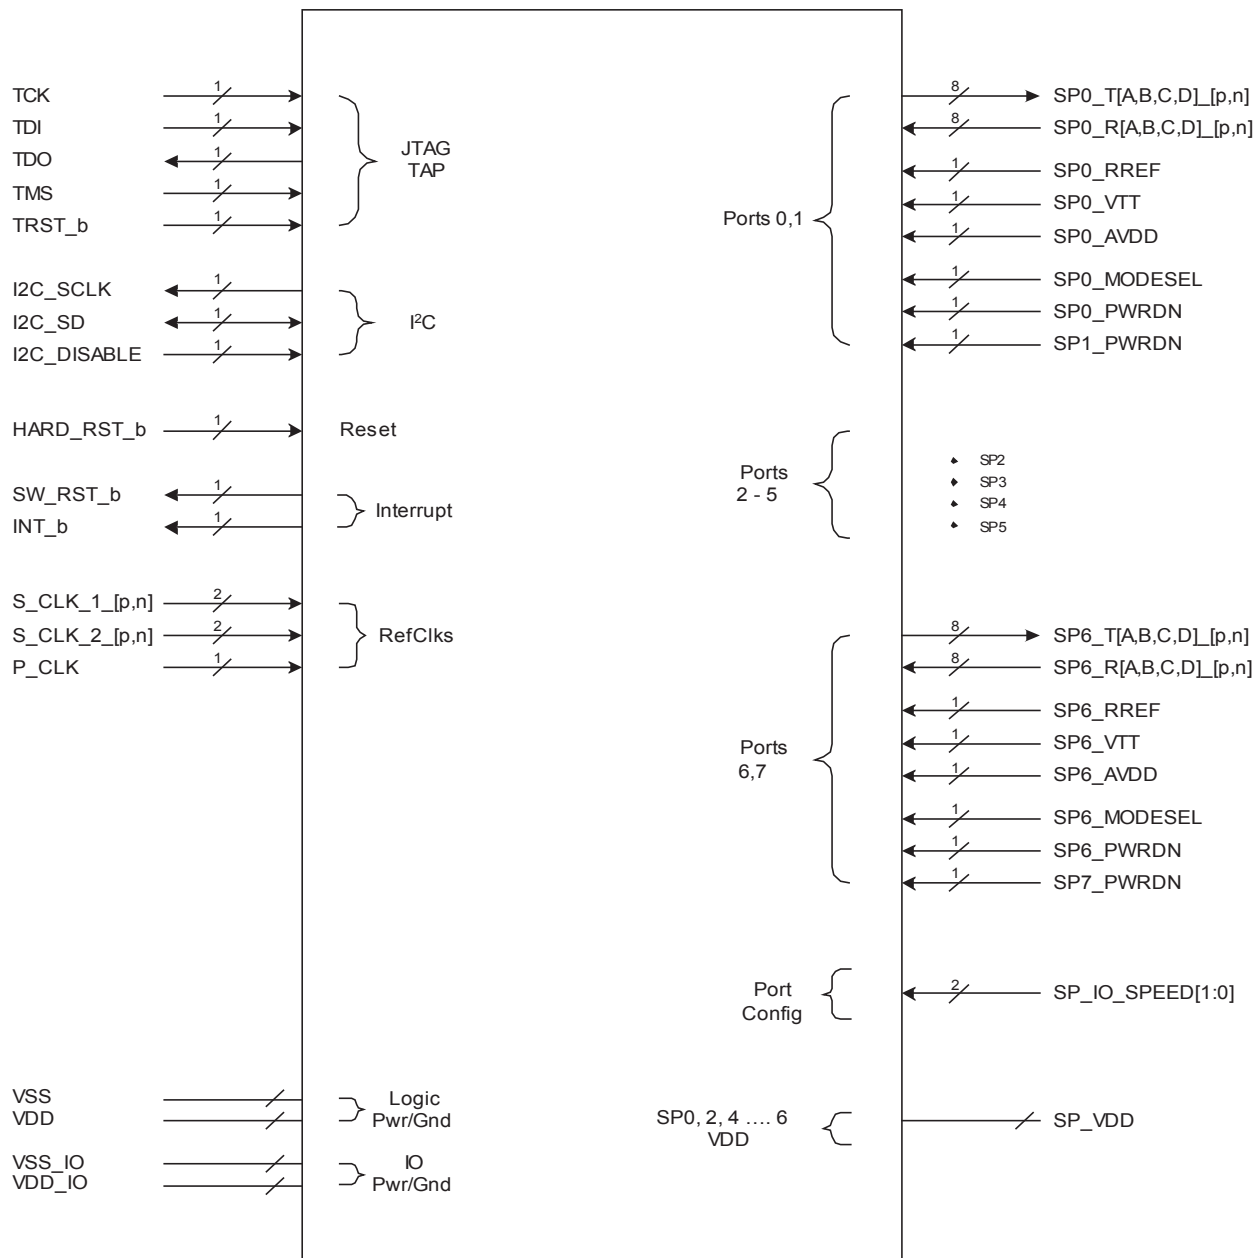 TCK
1
TDI
1
TDO
1
TMS
1
TRST_b
1
JTAG
TAP
I2C_SCLK
1
I2C_SD
1
I2C_DISABLE
1
I²C
HARD_RST_b
1
Reset
SW_RST_b
1
INT_b
1
Interrupt
S_CLK_1_[p,n]
2
S_CLK_2_[p,n]
2
P_CLK
1
RefClks
VSS
VDD
Logic
Pwr/Gnd
VSS_IO
VDD_IO
IO
Pwr/Gnd
Ports 0,1
8
SP0_T[A,B,C,D]_[p,n]
8
SP0_R[A,B,C,D]_[p,n]
1
SP0_RREF
1
SP0_VTT
1
SP0_AVDD
1
SP0_MODESEL
1
SP0_PWRDN
1
SP1_PWRDN
Ports
2 - 5
SP2
SP3
SP4
SP5
Ports
6,7
8
SP6_T[A,B,C,D]_[p,n]
8
SP6_R[A,B,C,D]_[p,n]
1
SP6_RREF
1
SP6_VTT
1
SP6_AVDD
1
SP6_MODESEL
1
SP6_PWRDN
1
SP7_PWRDN
Port
Config
2
SP_IO_SPEED[1:0]
SP0, 2, 4 .... 6
VDD
SP_VDD